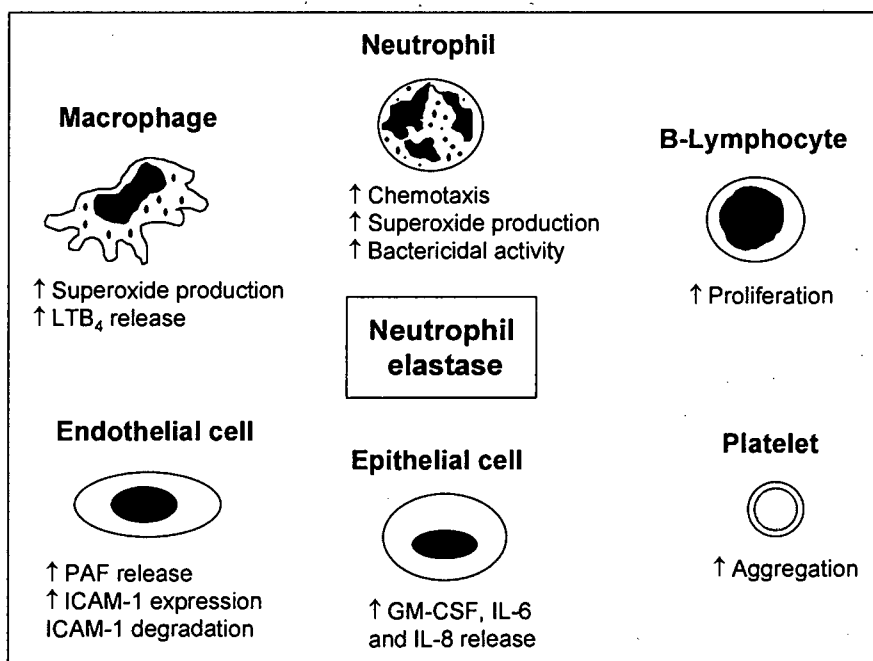 Neutrophil
↑ Chemotaxis
↑ Superoxide production
↑ Bactericidal activity
Macrophage
↑ Superoxide production
↑ LTB₄ release
B-Lymphocyte
↑ Proliferation
Neutrophil
elastase
Endothelial cell
↑ PAF release
↑ ICAM-1 expression
ICAM-1 degradation
Epithelial cell
↑ GM-CSF, IL-6
and IL-8 release
Platelet
↑ Aggregation